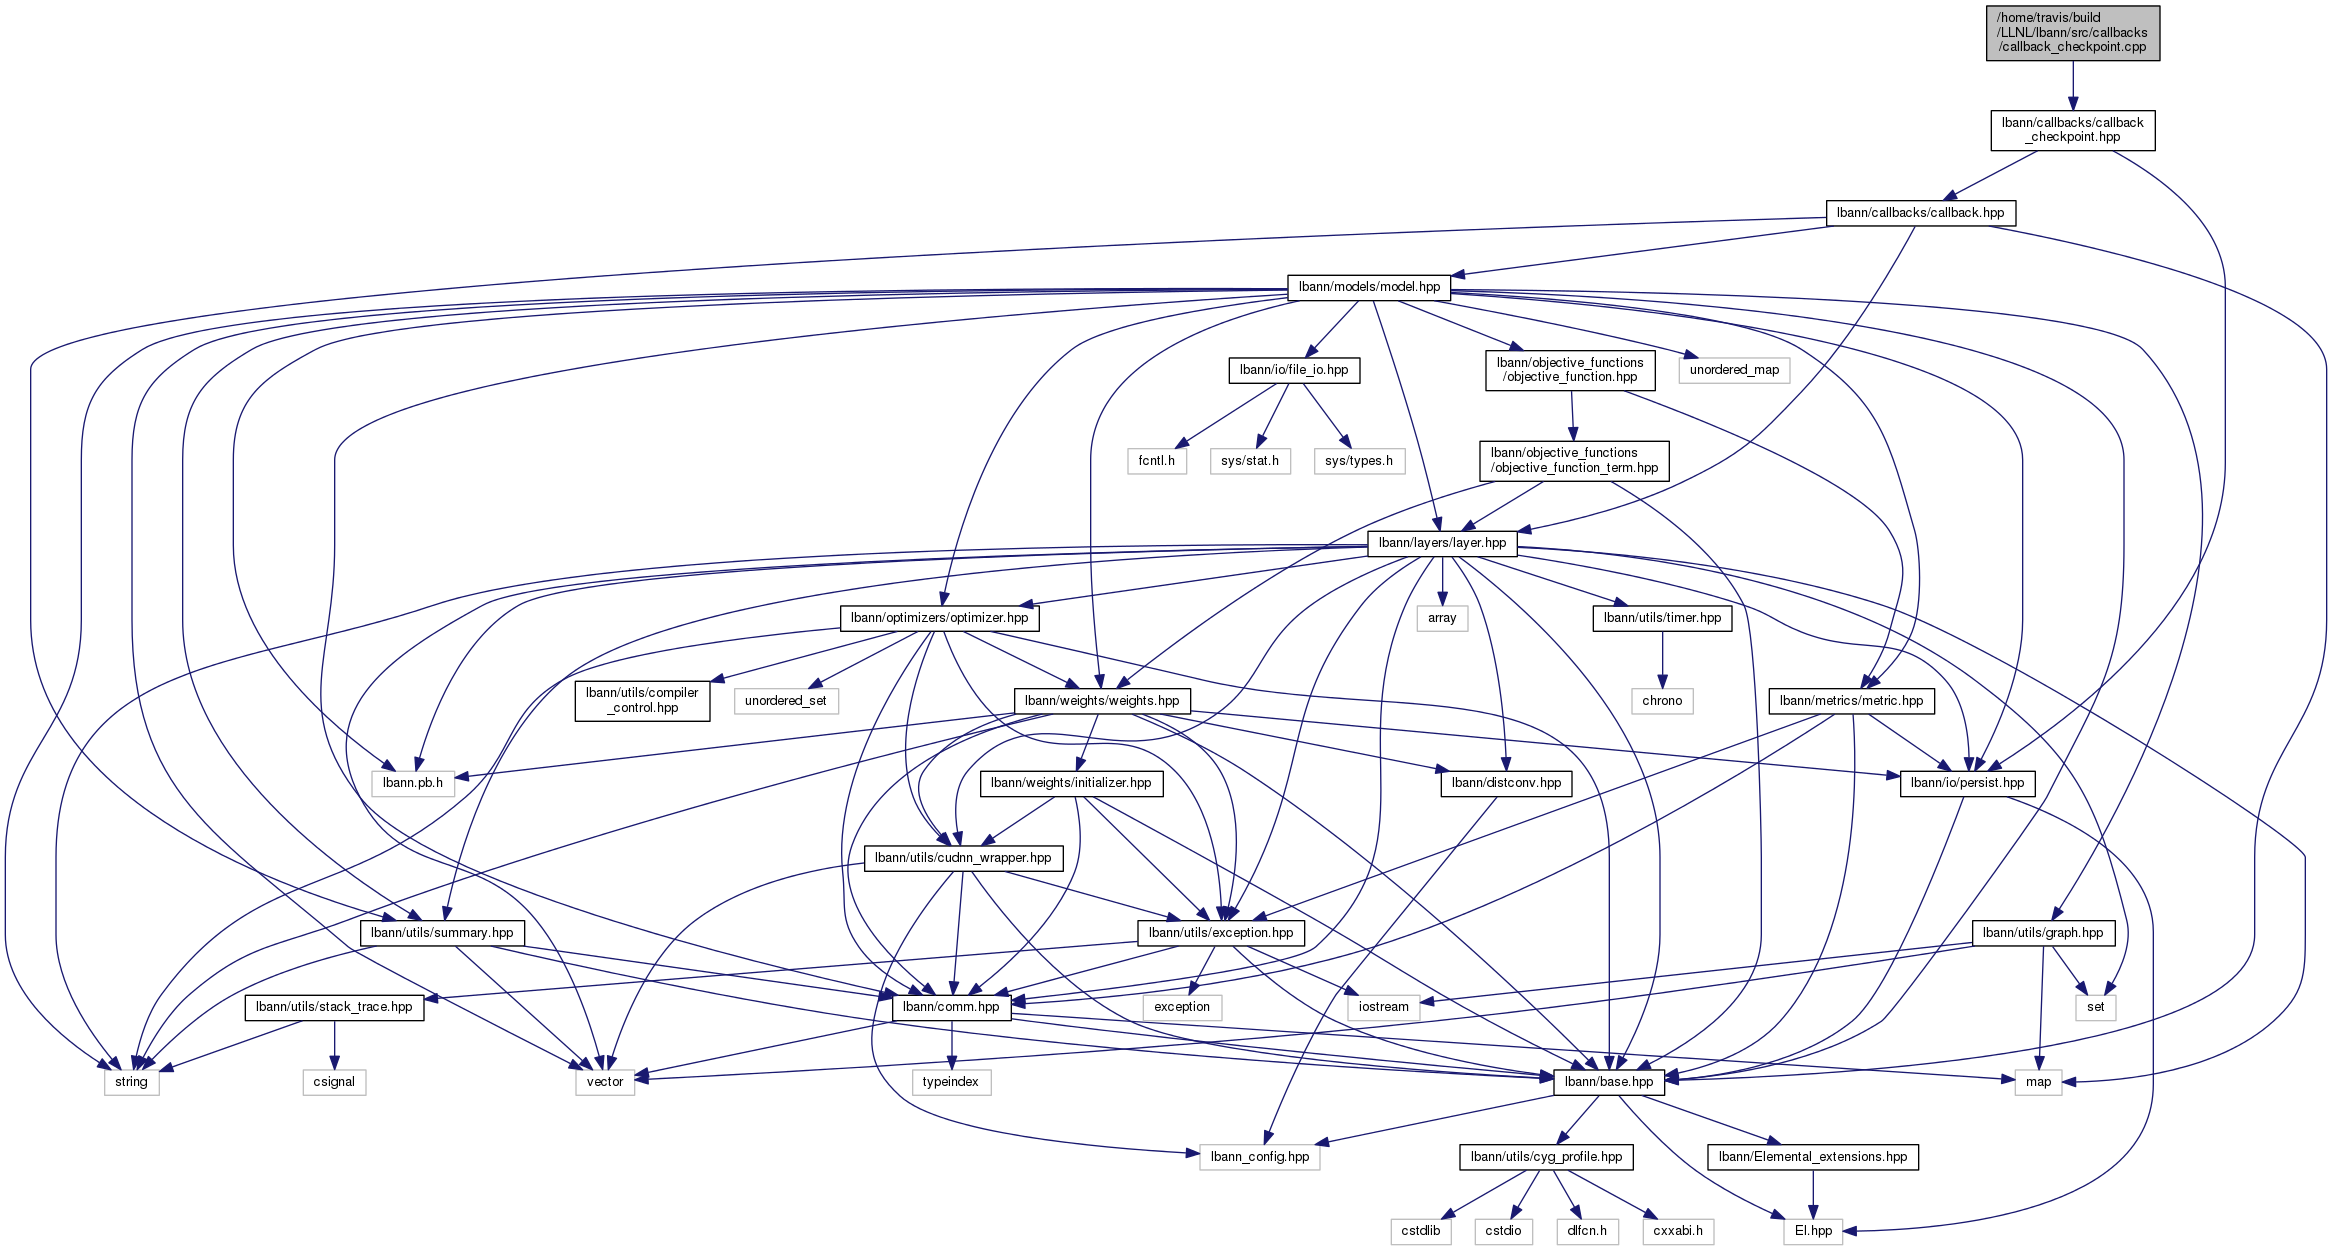 /home/travis/build
/LLNL/lbann/src/callbacks
/callback_checkpoint.cpp
lbann/callbacks/callback
_checkpoint.hpp
lbann/callbacks/callback.hpp
lbann/models/model.hpp
lbann/io/file_io.hpp
lbann/objective_functions
/objective_function.hpp
unordered_map
fcntl.h
sys/stat.h
sys/types.h
lbann/objective_functions
/objective_function_term.hpp
lbann/layers/layer.hpp
lbann/optimizers/optimizer.hpp
array
lbann/utils/timer.hpp
lbann/utils/compiler
_control.hpp
unordered_set
lbann/weights/weights.hpp
chrono
lbann/metrics/metric.hpp
lbann.pb.h
lbann/weights/initializer.hpp
lbann/distconv.hpp
lbann/io/persist.hpp
lbann/utils/cudnn_wrapper.hpp
lbann/utils/summary.hpp
lbann/utils/exception.hpp
lbann/utils/graph.hpp
lbann/utils/stack_trace.hpp
lbann/comm.hpp
exception
iostream
set
string
csignal
vector
typeindex
lbann/base.hpp
map
lbann_config.hpp
lbann/utils/cyg_profile.hpp
lbann/Elemental_extensions.hpp
cstdlib
cstdio
dlfcn.h
cxxabi.h
El.hpp